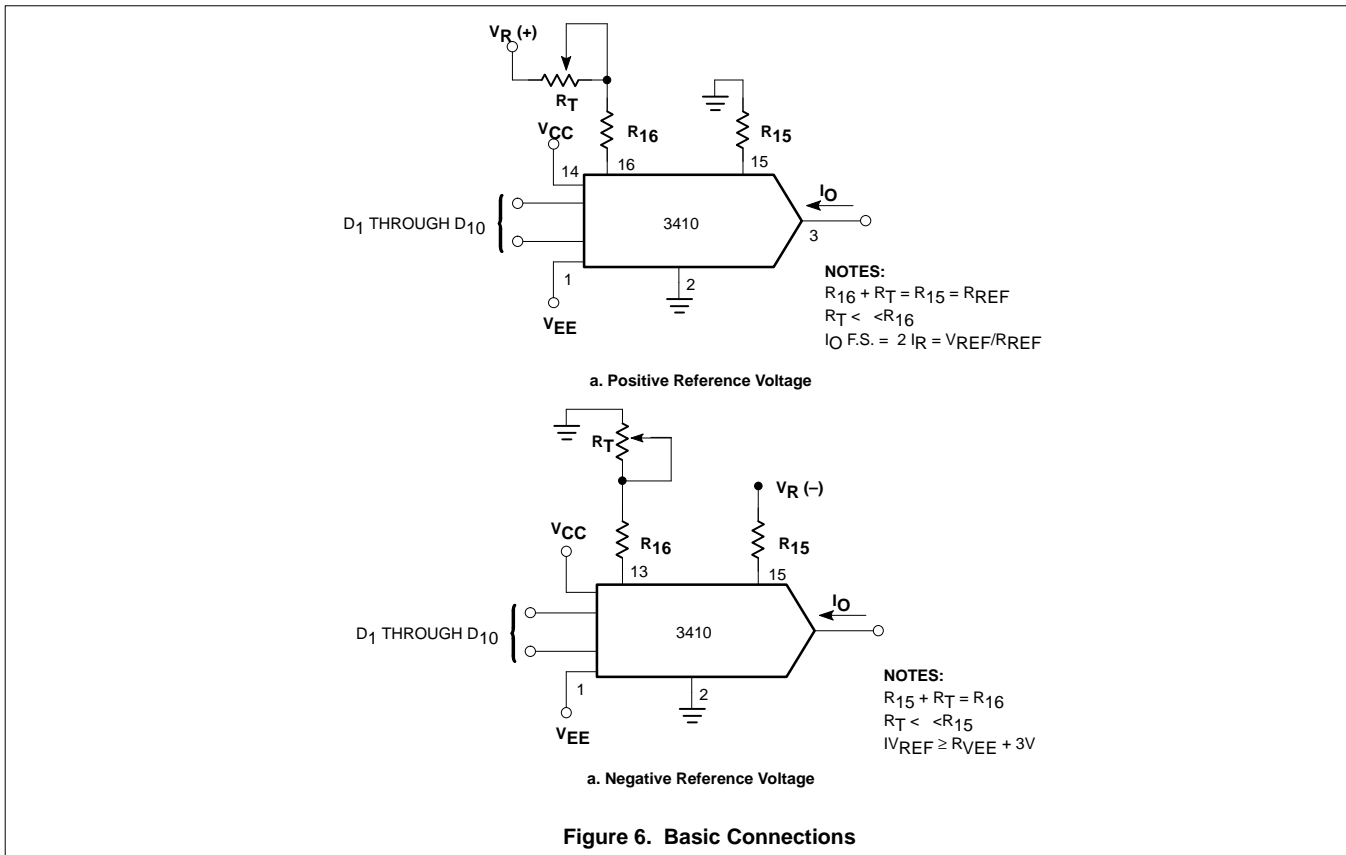 VR (+)
RT
R16
R15
VCC
14
16
15
D1 THROUGH D10
3410
IO
3
1
2
VEE
NOTES:
R16 + RT = R15 = RREF
RT < <R16
IO F.S. = 2 IR = VREF/RREF
a. Positive Reference Voltage
RT
VR (–)
VCC
R16
R15
13
15
D1 THROUGH D10
3410
IO
1
2
VEE
NOTES:
R15 + RT = R16
RT < <R15
IVREF ≥ RVEE + 3V
a. Negative Reference Voltage
Figure 6. Basic Connections